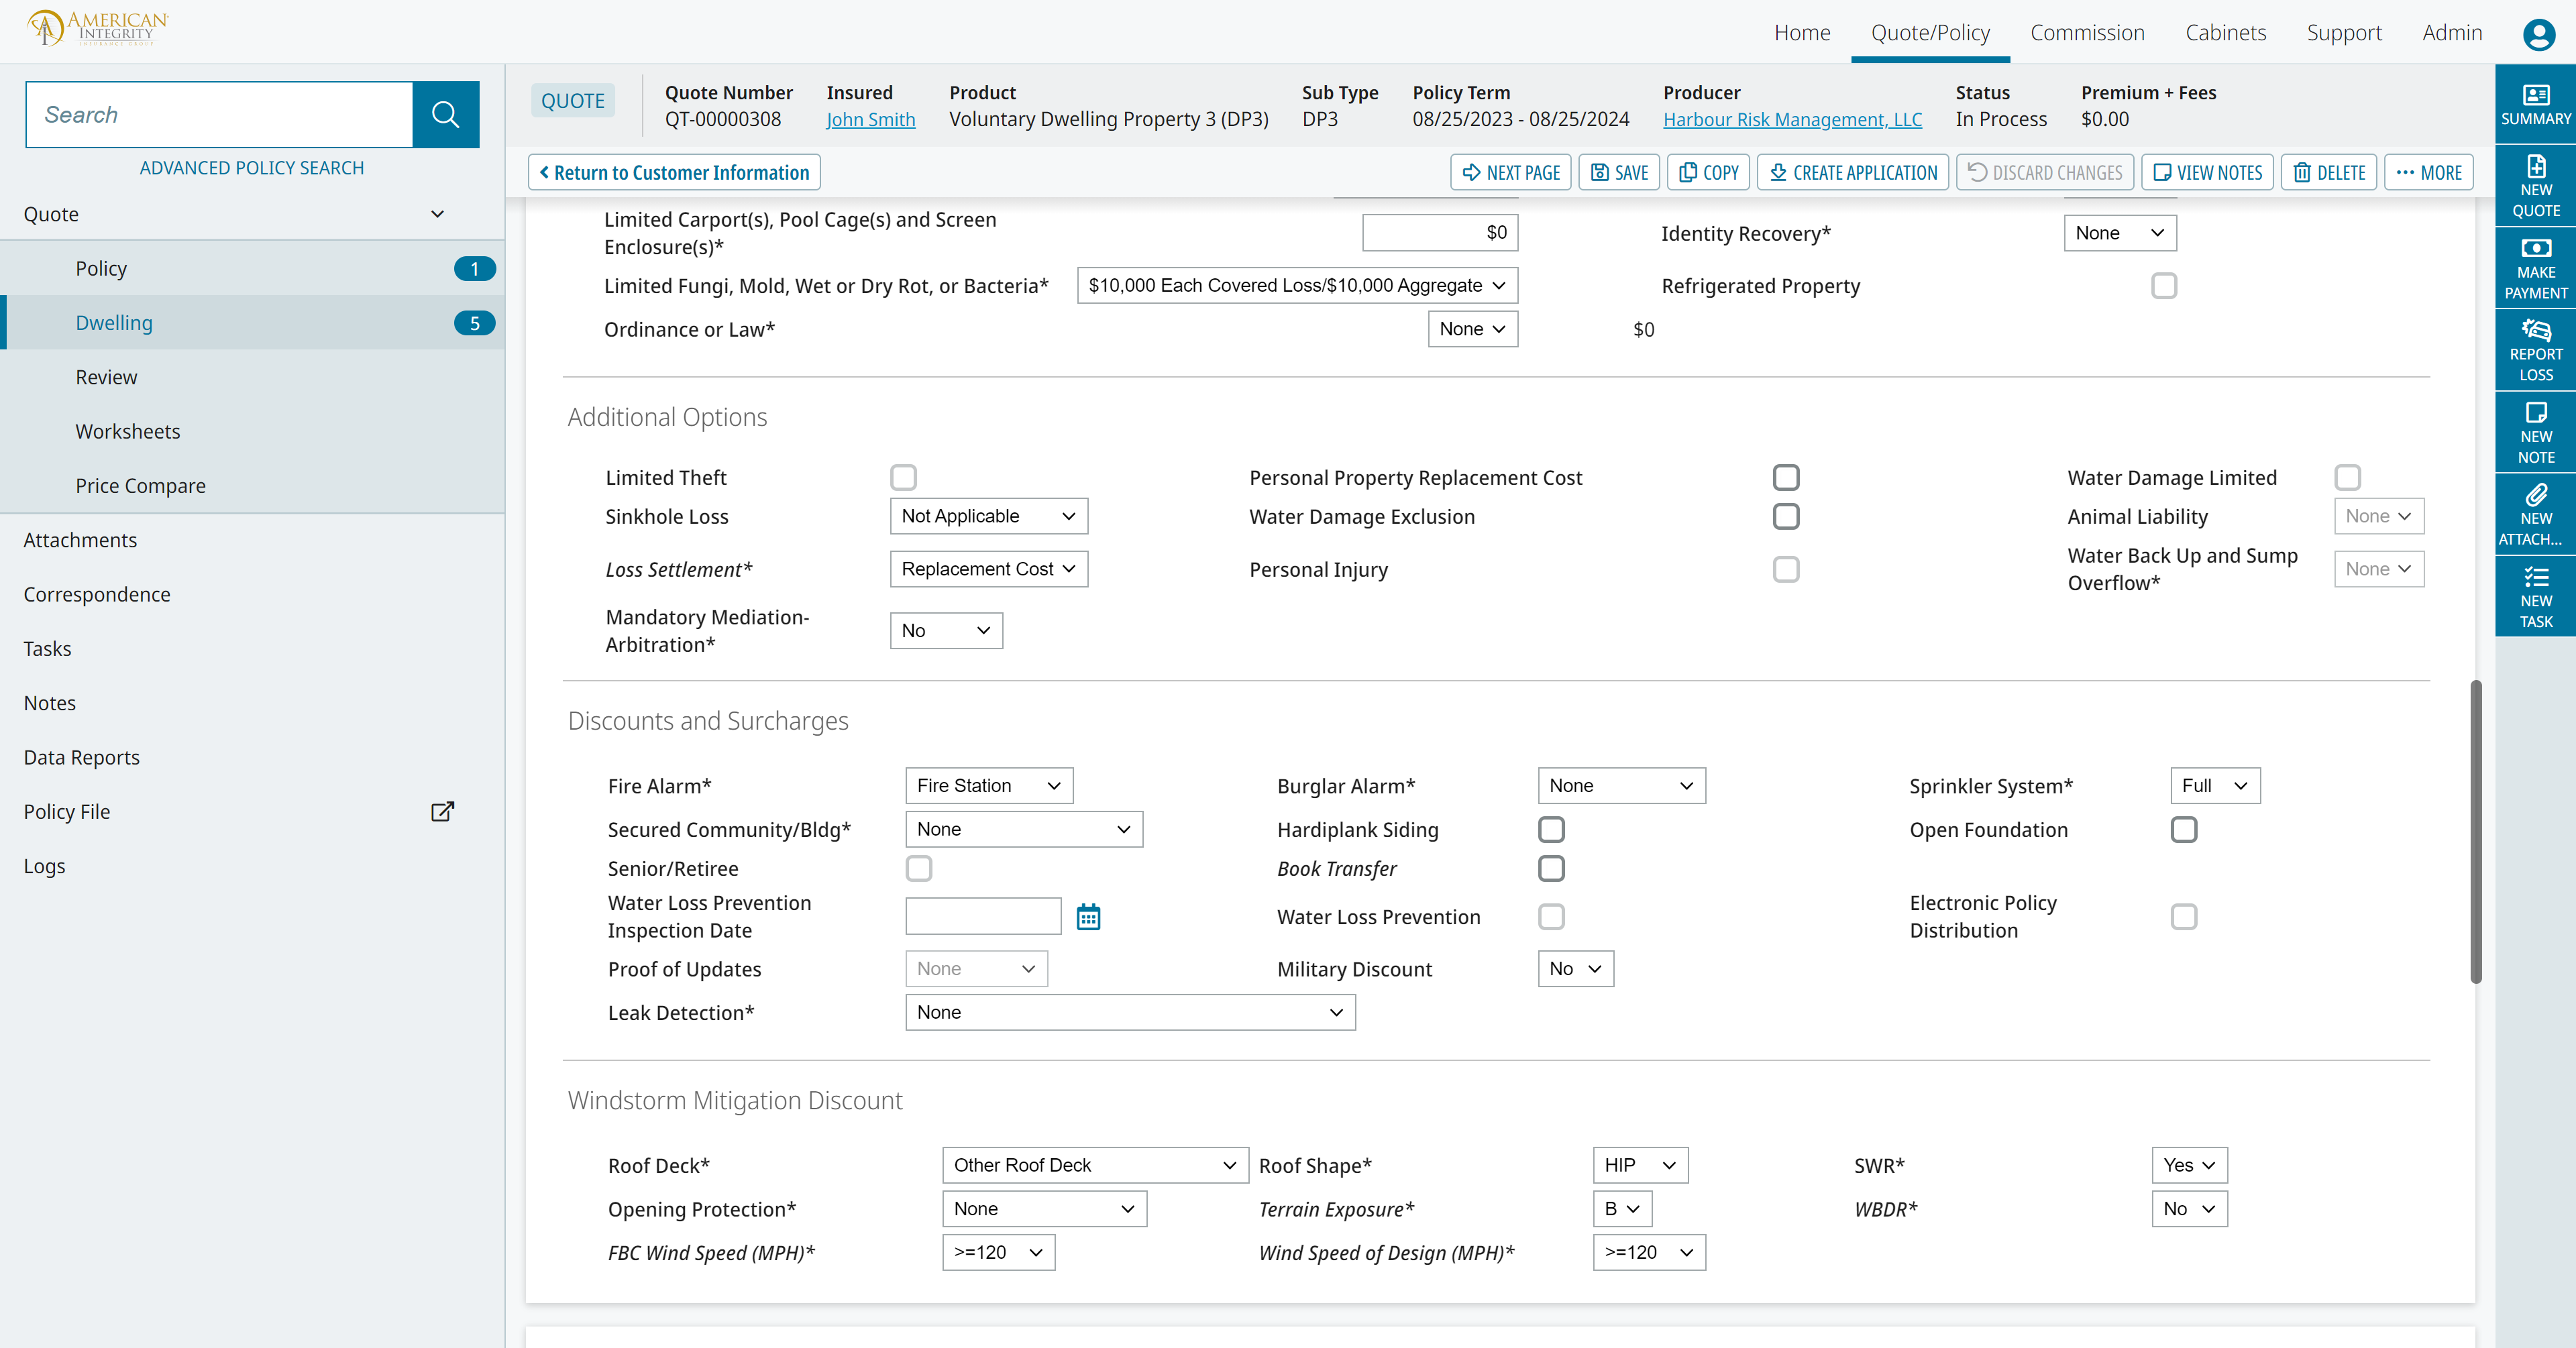 AMERICAN
INTEGRITY
INSURANCE GROUP
Home
Quote/Policy
Commission
Cabinets
Support
Admin
Search
ADVANCED POLICY SEARCH
Quote
Policy 1
Dwelling 5
Review
Worksheets
Price Compare
Attachments
Correspondence
Tasks
Notes
Data Reports
Policy File
Logs
QUOTE
Quote Number Insured Product Sub Type Policy Term Producer Status Premium + Fees
QT-00000308 John Smith Voluntary Dwelling Property 3 (DP3) DP3 08/25/2023 - 08/25/2024 Harbour Risk Management, LLC In Process $0.00
Return to Customer Information NEXT PAGE SAVE COPY CREATE APPLICATION DISCARD CHANGES VIEW NOTES DELETE MORE
Limited Carport(s), Pool Cage(s) and Screen
Enclosure(s)* $0 Identity Recovery* None
Limited Fungi, Mold, Wet or Dry Rot, or Bacteria* $10,000 Each Covered Loss/$10,000 Aggregate Refrigerated Property
Ordinance or Law* None $0
Additional Options
Limited Theft Personal Property Replacement Cost Water Damage Limited
Sinkhole Loss Not Applicable Water Damage Exclusion Animal Liability None
Loss Settlement* Replacement Cost Personal Injury Water Back Up and Sump
Overflow* None
Mandatory Mediation-
Arbitration* No
Discounts and Surcharges
Fire Alarm* Fire Station Burglar Alarm* None Sprinkler System* Full
Secured Community/Bldg* None Hardiplank Siding Open Foundation
Senior/Retiree Book Transfer
Water Loss Prevention
Inspection Date Water Loss Prevention Electronic Policy
Distribution
Proof of Updates None Military Discount No
Leak Detection* None
Windstorm Mitigation Discount
Roof Deck* Other Roof Deck Roof Shape* HIP SWR* Yes
Opening Protection* None Terrain Exposure* B WBDR* No
FBC Wind Speed (MPH)* >=120 Wind Speed of Design (MPH)* >=120
SUMMARY
NEW
QUOTE
MAKE
PAYMENT
REPORT
LOSS
NEW
NOTE
NEW
ATTACH...
NEW
TASK